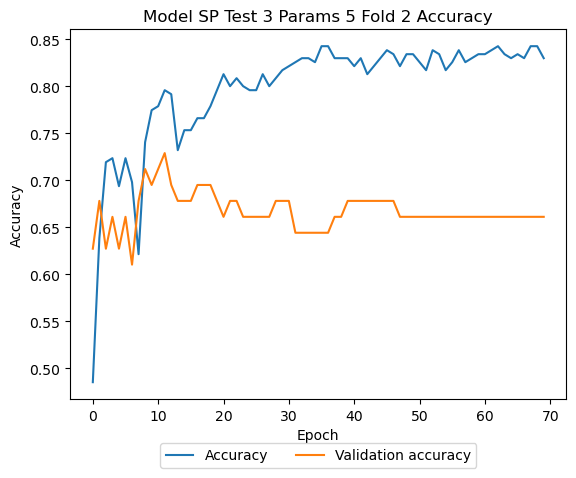 Model SP Test 3 Params 5 Fold 2 Accuracy
0.85
0.80
0.75
0.70
0.65
0.60
0.55
0.50
Accuracy
0 10 20 30 40 50 60 70
Epoch
Accuracy Validation accuracy